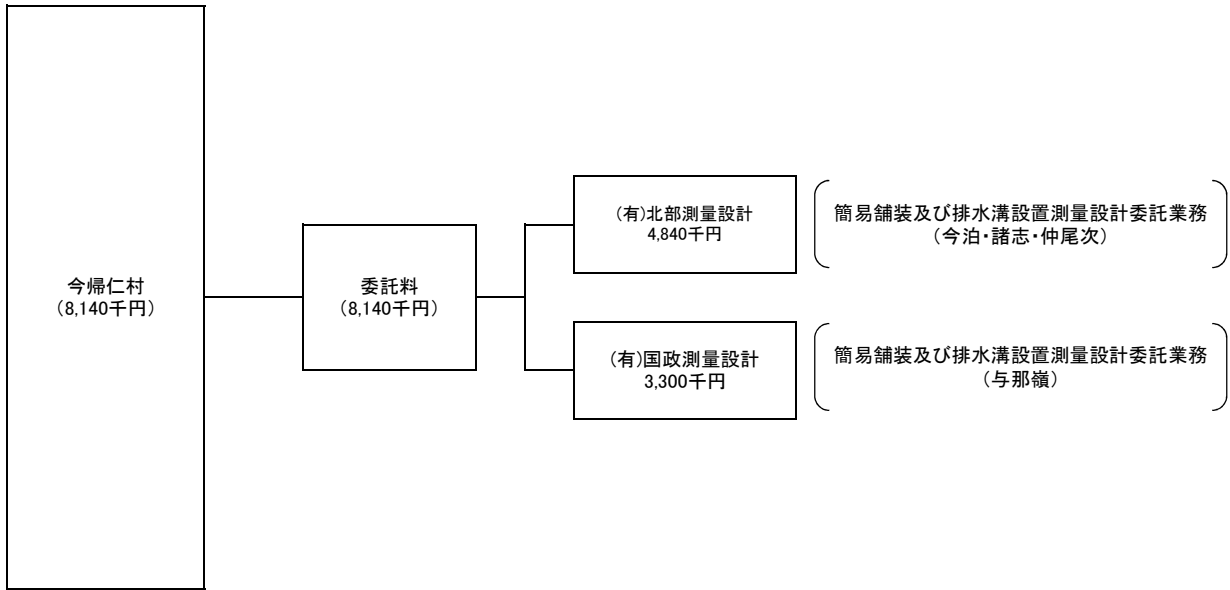 今帰仁村
（8,140千円）
委託料
（8,140千円）
(有)北部測量設計
4,840千円
簡易舗装及び排水溝設置測量設計委託業務
（今泊・諸志・仲尾次）
(有)国政測量設計
3,300千円
簡易舗装及び排水溝設置測量設計委託業務
（与那嶺）